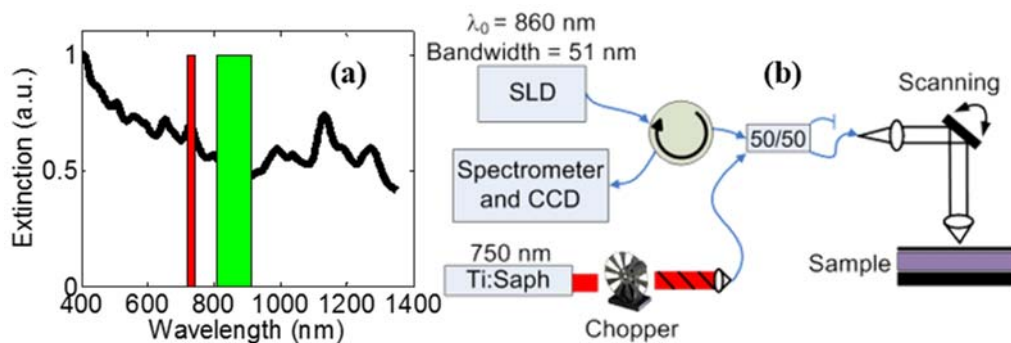 (a)
Extinction (a.u.)
1
0.5
0
400 600 800 1000 1200 1400
Wavelength (nm)
(b)
λ0 = 860 nm
Bandwidth = 51 nm
SLD
Spectrometer
and CCD
750 nm
Ti:Saph
Chopper
50/50
Scanning
Sample